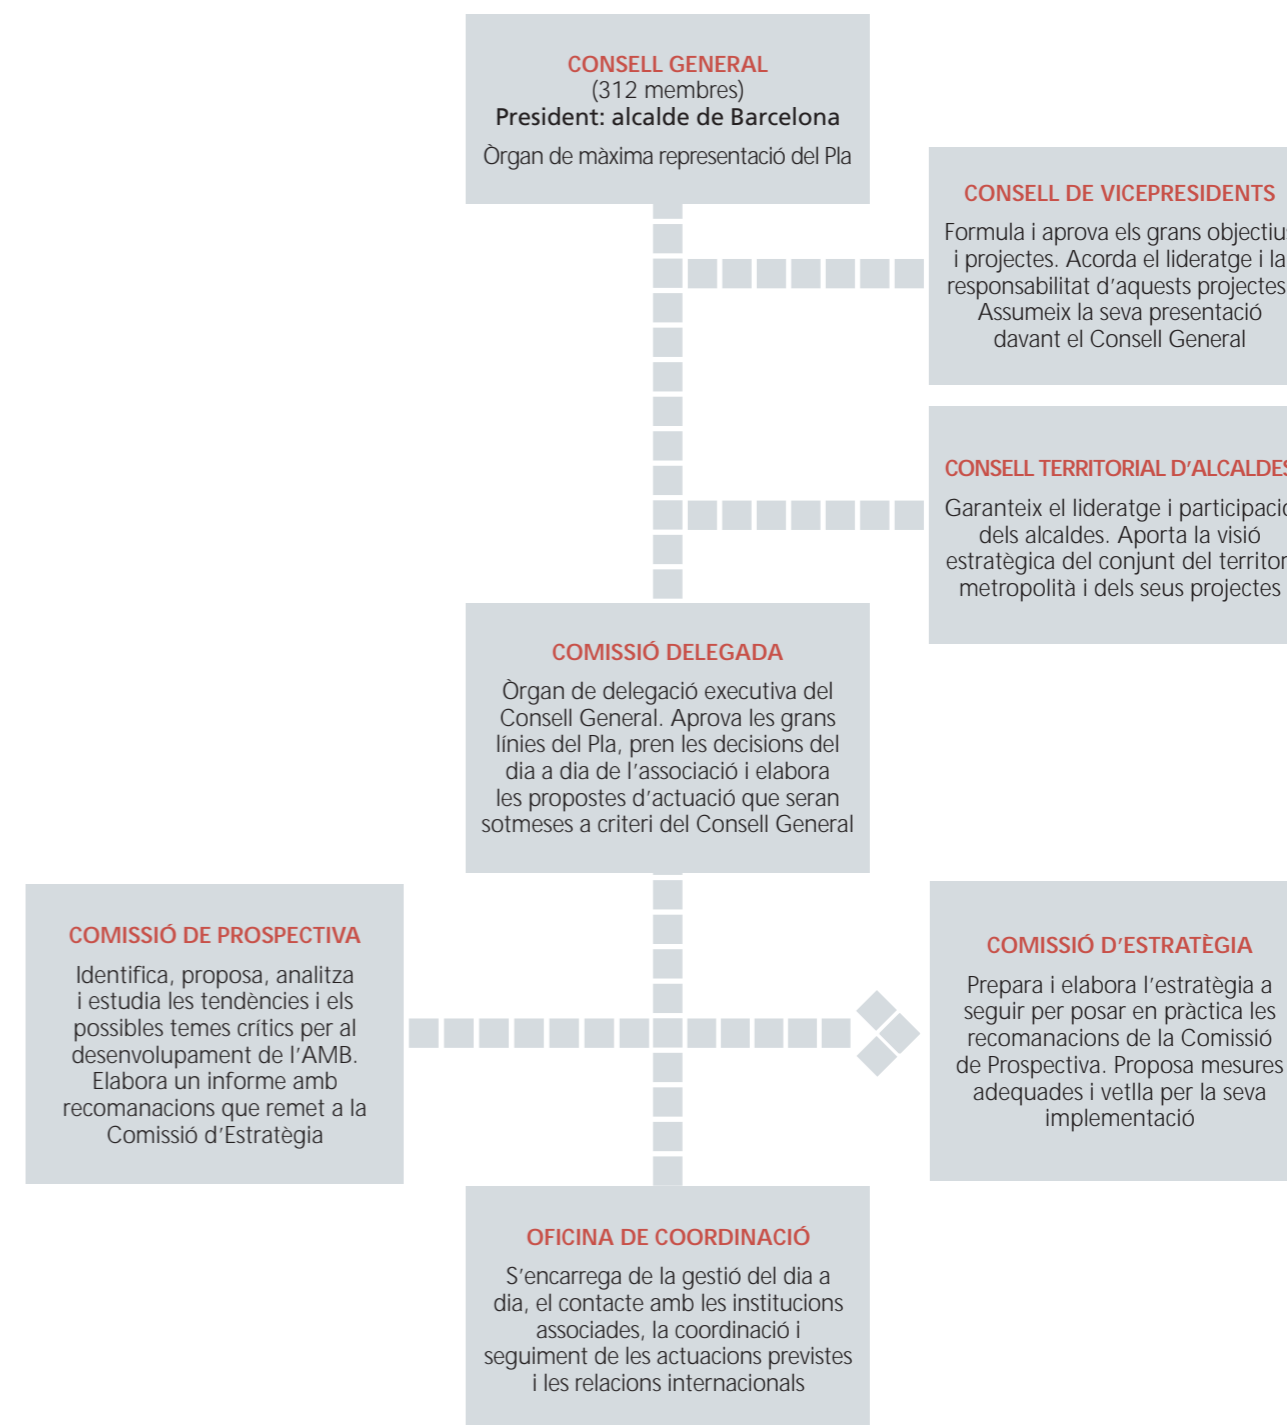 CONSELL GENERAL
(312 membres)
President: alcalde de Barcelona
Òrgan de màxima representació del Pla
CONSELL DE VICEPRESIDENTS
Formula i aprova els grans objectius
i projectes. Acorda el lideratge i la
responsabilitat d’aquests projectes
Assumeix la seva presentació
davant el Consell General
CONSELL TERRITORIAL D’ALCALDES
Garanteix el lideratge i participació
dels alcaldes. Aporta la visió
estratègica del conjunt del territor
metropolità i dels seus projectes
COMISSIÓ DELEGADA
Òrgan de delegació executiva del
Consell General. Aprova les grans
línies del Pla, pren les decisions del
dia a dia de l’associació i elabora
les propostes d’actuació que seran
sotmeses a criteri del Consell General
COMISSIÓ DE PROSPECTIVA
Identifica, proposa, analitza
i estudia les tendències i els
possibles temes crítics per al
desenvolupament de l’AMB.
Elabora un informe amb
recomanacions que remet a la
Comissió d’Estratègia
COMISSIÓ D’ESTRATÈGIA
Prepara i elabora l’estratègia a
seguir per posar en pràctica les
recomanacions de la Comissió
de Prospectiva. Proposa mesures
adequades i vetlla per la seva
implementació
OFICINA DE COORDINACIÓ
S’encarrega de la gestió del dia a
dia, el contacte amb les institucions
associades, la coordinació i
seguiment de les actuacions previstes
i les relacions internacionals